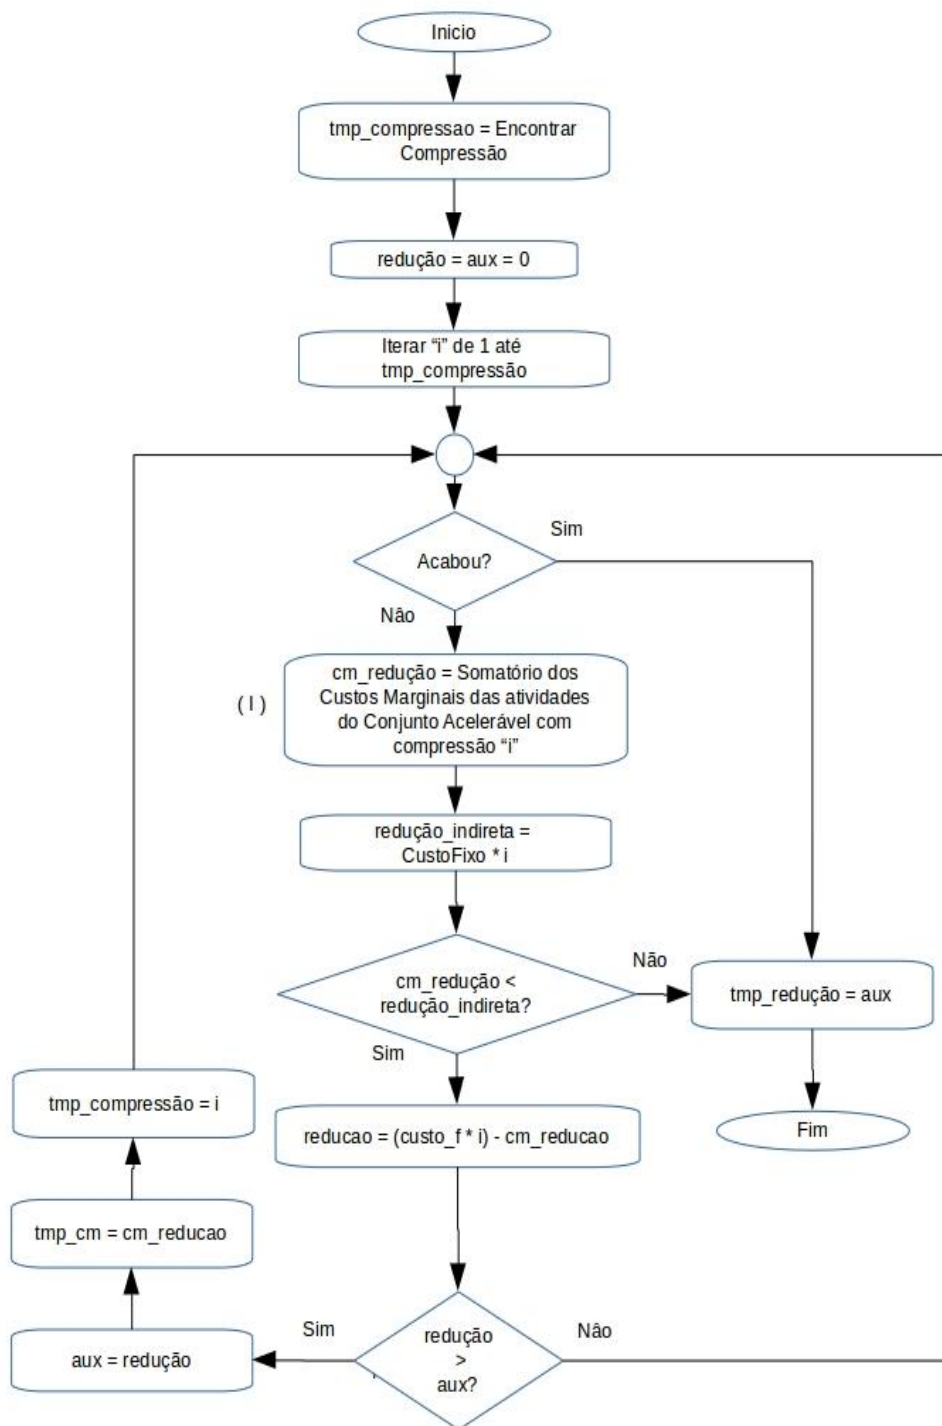 Inicio
tmp_compressao = Encontrar
Compressão
redução = aux = 0
Iterar “i” de 1 até
tmp_compressão
Acabou?
Sim
Nâo
( I )
cm_redução = Somatório dos
Custos Marginais das atividades
do Conjunto Acelerável com
compressão “i”
redução_indireta =
CustoFixo * i
cm_redução <
redução_indireta?
Não
tmp_redução = aux
Fim
Sim
reducao = (custo_f * i) - cm_reducao
redução
>
aux?
Nâo
Sim
aux = redução
tmp_cm = cm_reducao
tmp_compressão = i